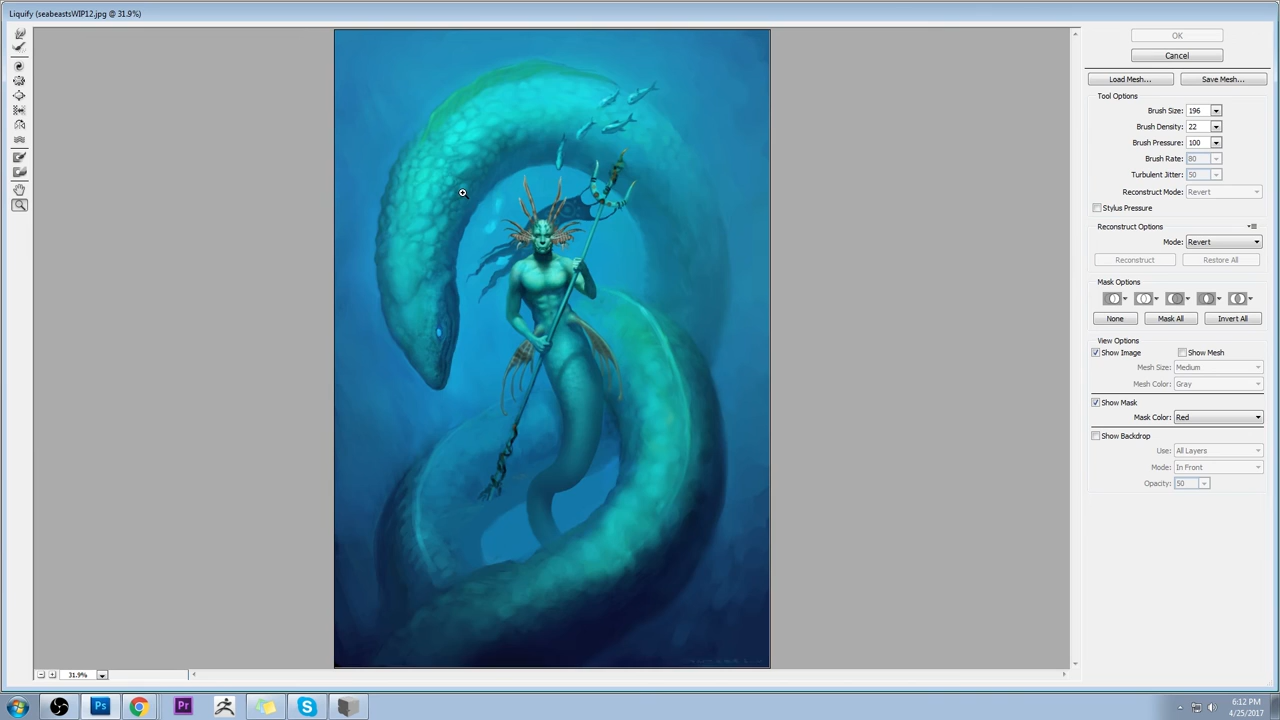 Liquify (seabeastsWIP12.jpg @ 31.9%)
OK
Cancel
Load Mesh... Save Mesh...
Tool Options
Brush Size: 196
Brush Density: 22
Brush Pressure: 100
Brush Rate: 80
Turbulent Jitter: 50
Reconstruct Mode: Revert
Stylus Pressure
Reconstruct Options
Mode: Revert
Reconstruct Restore All
Mask Options
None Mask All Invert All
View Options
Show Image Show Mesh
Mesh Size: Medium
Mesh Color: Gray
Show Mask
Mask Color: Red
Show Backdrop
Use: All Layers
Mode: In Front
Opacity: 50
31.9%
Ps Pr S
6:12 PM
4/25/2017